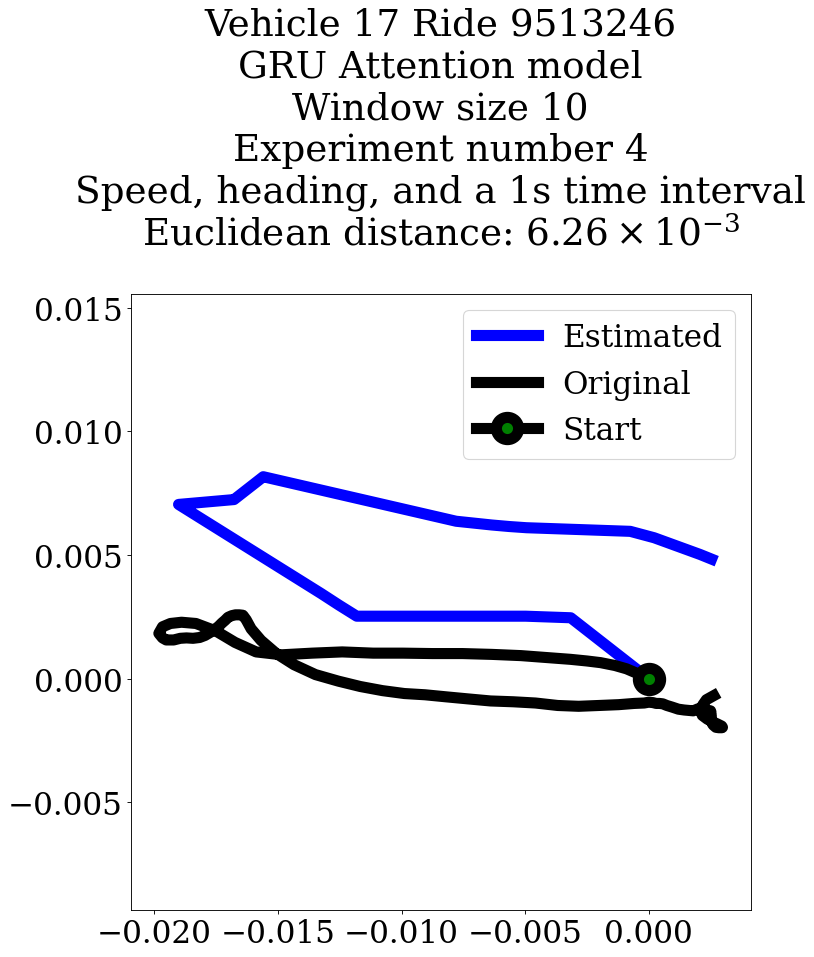 Vehicle 17 Ride 9513246
GRU Attention model
Window size 10
Experiment number 4
Speed, heading, and a 1s time interval
Euclidean distance: 6.26 × 10⁻³
0.015
0.010
0.005
0.000
−0.005
Estimated
Original
Start
−0.020 −0.015 −0.010 −0.005 0.000